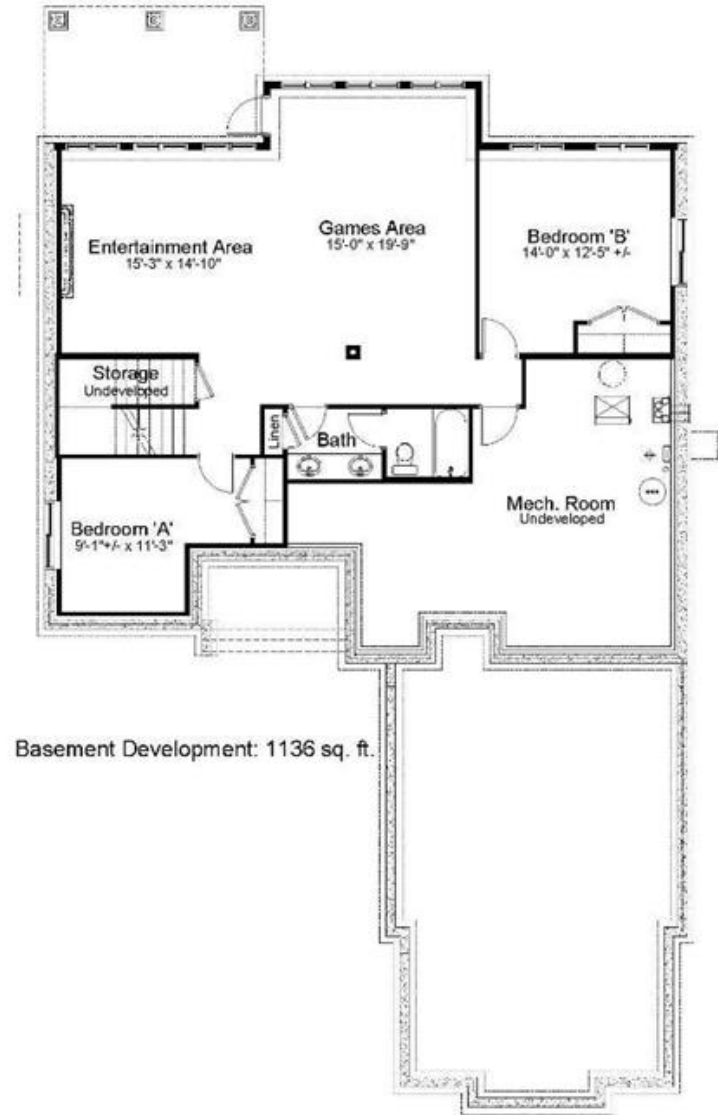 Games Area
15'-0" x 19'-9"
Bedroom 'B'
14'-0" x 12'-5" +/-
Entertainment Area
15'-3" x 14'-10"
Storage
Undeveloped
Linen
Bath
Mech. Room
Undeveloped
Bedroom 'A'
9'-1"+/- x 11'-3"
Basement Development: 1136 sq. ft.